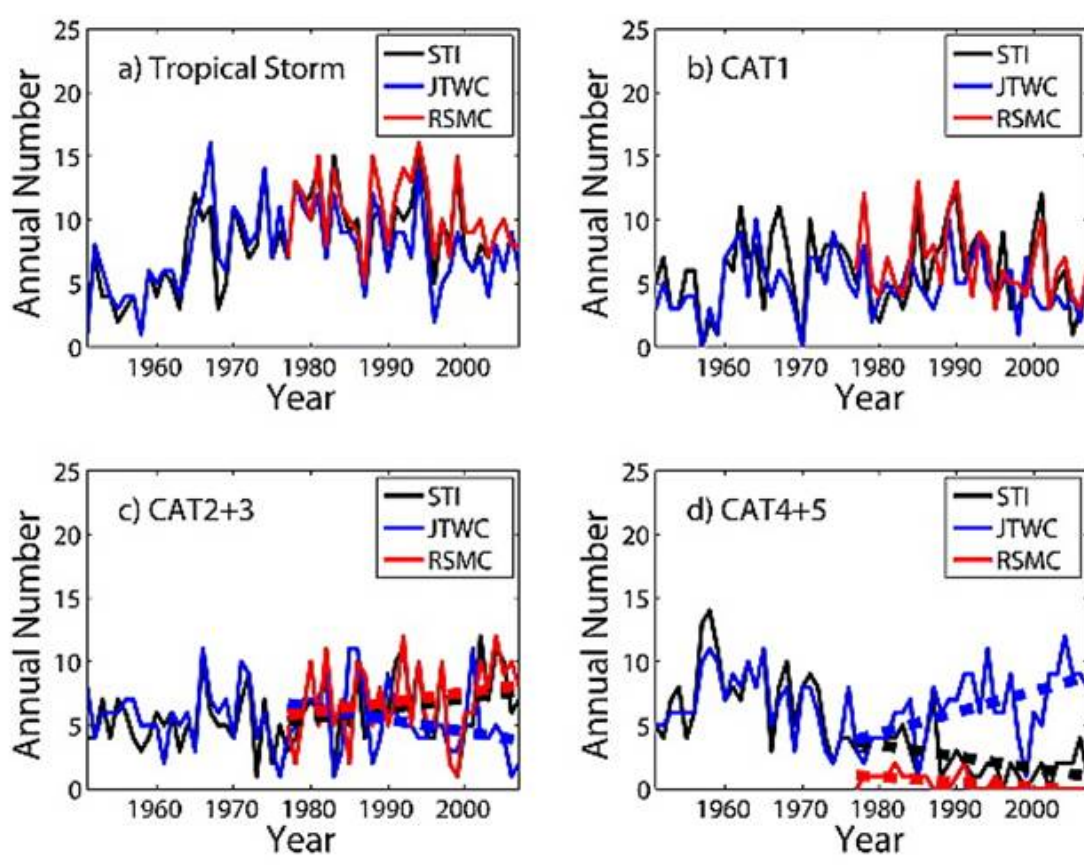 25
20
15
10
5
0
Annual Number
a) Tropical Storm
STI
JTWC
RSMC
1960 1970 1980 1990 2000
Year
25
20
15
10
5
0
Annual Number
b) CAT1
STI
JTWC
RSMC
1960 1970 1980 1990 2000
Year
25
20
15
10
5
0
Annual Number
c) CAT2+3
STI
JTWC
RSMC
1960 1970 1980 1990 2000
Year
25
20
15
10
5
0
Annual Number
d) CAT4+5
STI
JTWC
RSMC
1960 1970 1980 1990 2000
Year